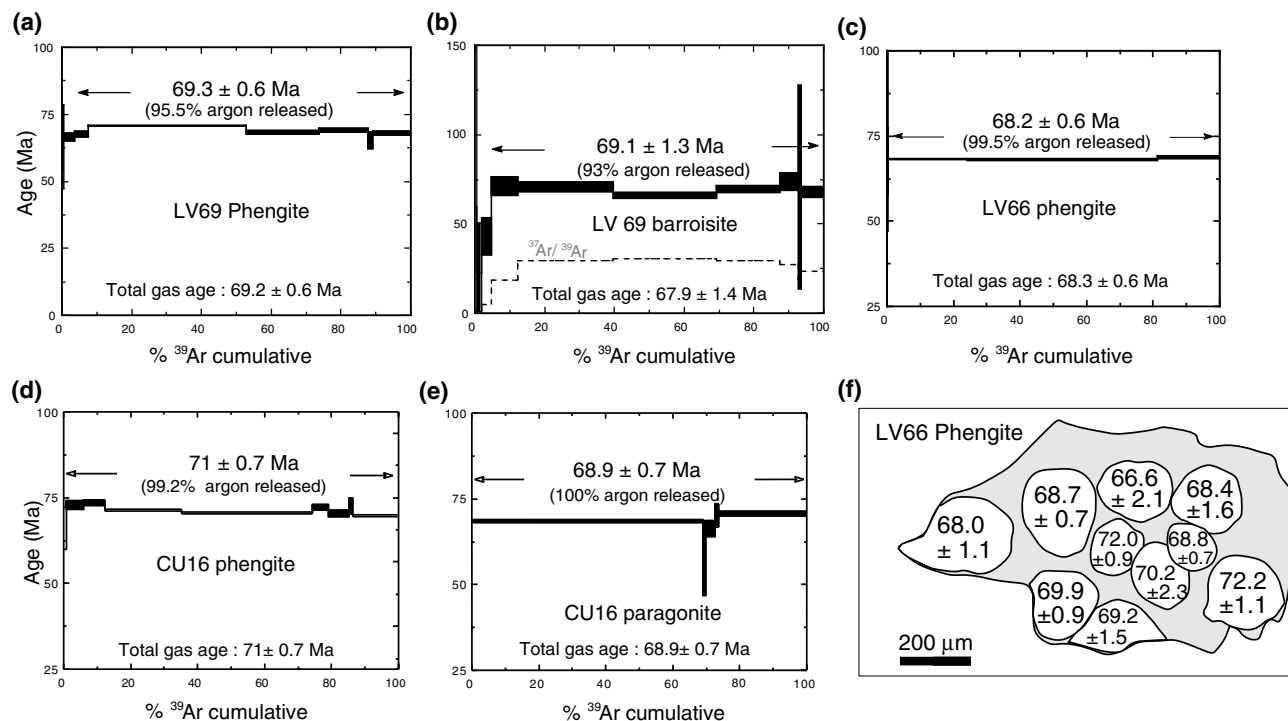 (a)
100
75
50
25
0
Age (Ma)
69.3 ± 0.6 Ma
(95.5% argon released)
LV69 Phengite
Total gas age : 69.2 ± 0.6 Ma
0 20 40 60 80 100
% ³⁹Ar cumulative
(b)
150
100
50
0
69.1 ± 1.3 Ma
(93% argon released)
LV 69 barroisite
³⁷Ar/ ³⁹Ar
Total gas age : 67.9 ± 1.4 Ma
0 20 40 60 80 100
% ³⁹Ar cumulative
(c)
100
75
50
25
68.2 ± 0.6 Ma
(99.5% argon released)
LV66 phengite
Total gas age : 68.3 ± 0.6 Ma
0 20 40 60 80 100
% ³⁹Ar cumulative
(d)
100
75
50
25
Age (Ma)
71 ± 0.7 Ma
(99.2% argon released)
CU16 phengite
Total gas age : 71± 0.7 Ma
0 20 40 60 80 100
% ³⁹Ar cumulative
(e)
100
75
50
25
68.9 ± 0.7 Ma
(100% argon released)
CU16 paragonite
Total gas age : 68.9± 0.7 Ma
0 20 40 60 80 100
% ³⁹Ar cumulative
(f)
LV66 Phengite
68.0
± 1.1
68.7
± 0.7
66.6
± 2.1
68.4
±1.6
72.0
±0.9
68.8
±0.7
70.2
±2.3
72.2
±1.1
69.9
±0.9
69.2
±1.5
200 µm